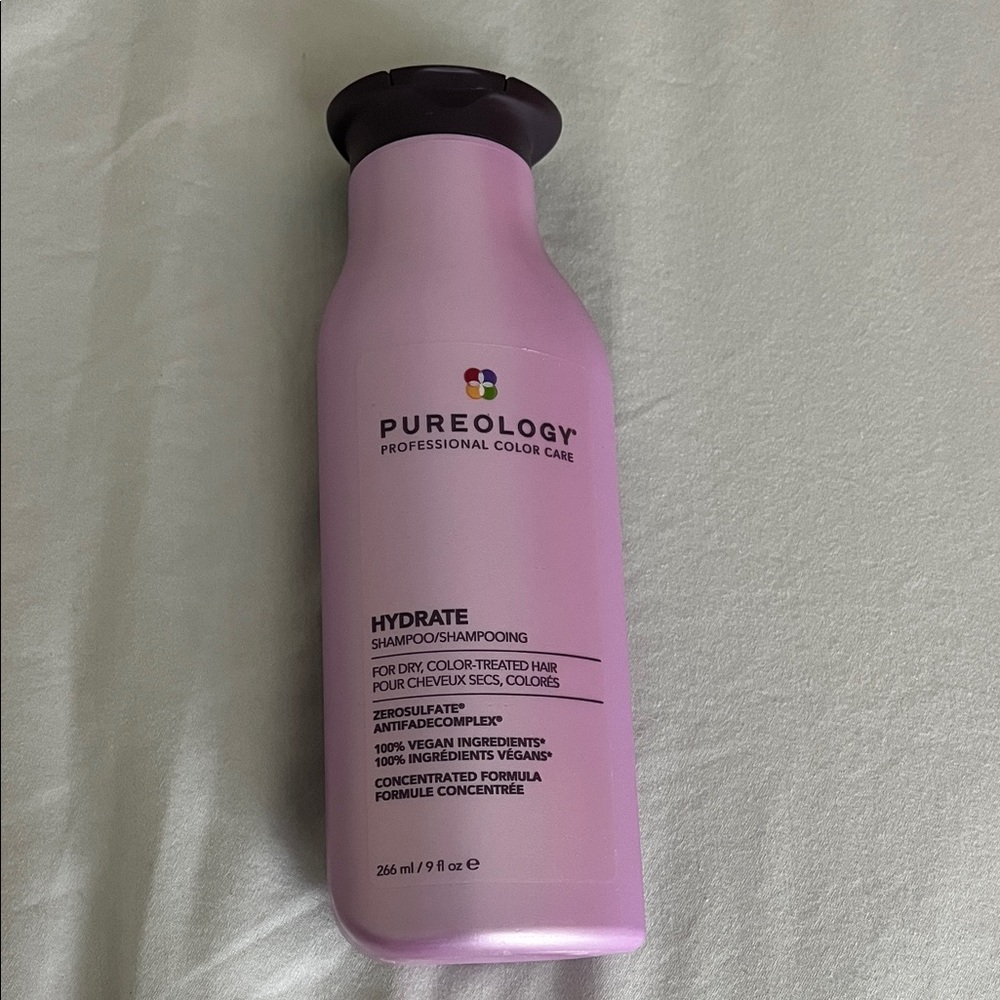 PUREOLOGY®
PROFESSIONAL COLOR CARE
HYDRATE
SHAMPOO/SHAMPOOING
FOR DRY, COLOR-TREATED HAIR
POUR CHEVEUX SECS, COLORÉS
ZEROSULFATE®
ANTIFADECOMPLEX®
100% VEGAN INGREDIENTS*
100% INGRÉDIENTS VÉGANS*
CONCENTRATED FORMULA
FORMULE CONCENTRÉE
266 ml / 9 fl oz ℮